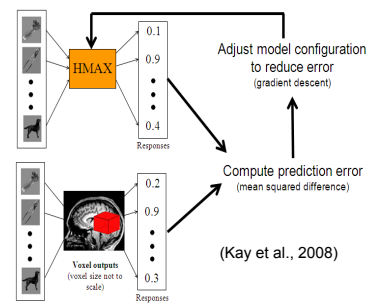 HMAX
0.1
0.9
0.4
Responses
Adjust model configuration
to reduce error
(gradient descent)
Compute prediction error
(mean squared difference)
0.2
0.9
0.3
Responses
Voxel outputs
(voxel size not to
scale)
(Kay et al., 2008)